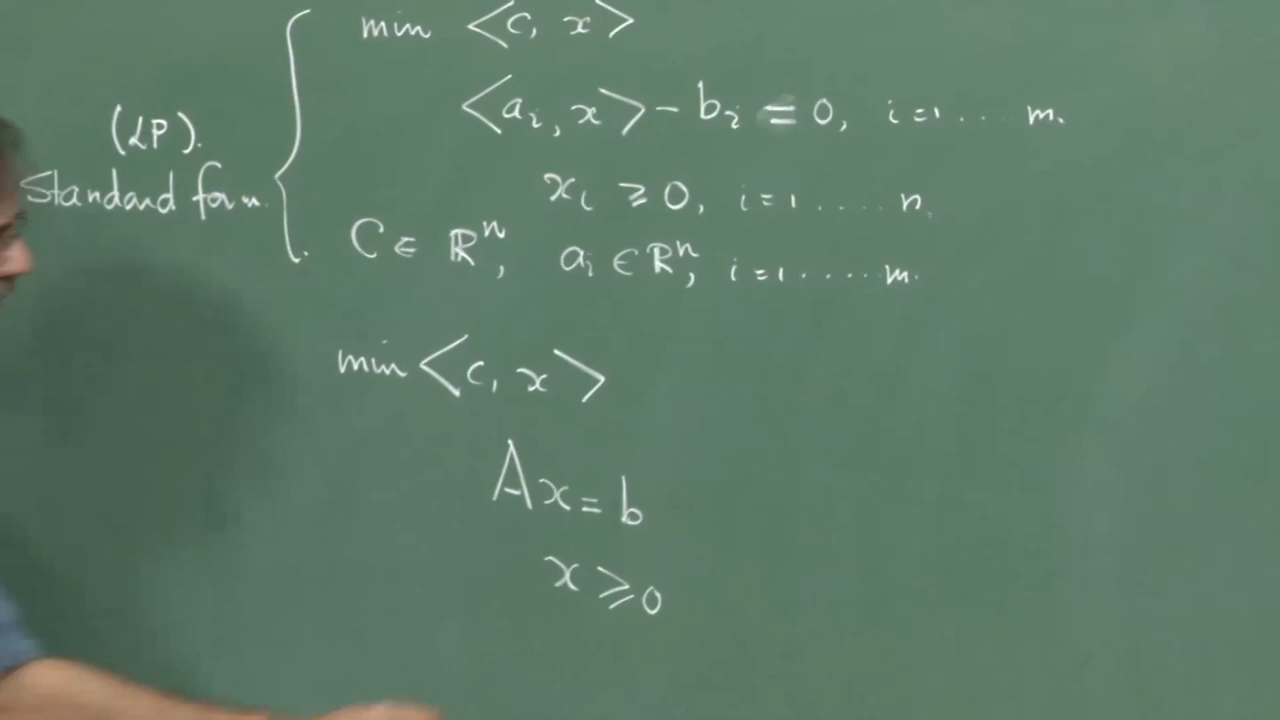 min <c, x>
<aᵢ, x> - bᵢ = 0, i=1.....m.
(LP).
Standard form.
xᵢ ≥ 0, i=1.....n.
C ∈ ℝⁿ, aᵢ ∈ ℝⁿ, i=1......m.
min <c, x>
Ax = b
x ≥ 0